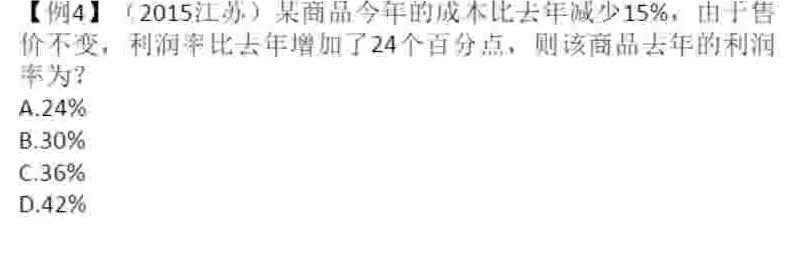 【例4】（2015江苏）某商品今年的成本比去年减少15%，由于售
价不变，利润率比去年增加了24个百分点，则该商品去年的利润
率为？
A.24%
B.30%
C.36%
D.42%